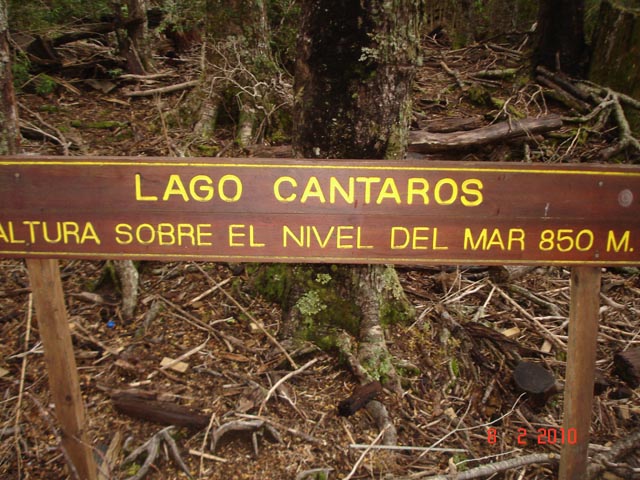 LAGO CANTAROS
ALTURA SOBRE EL NIVEL DEL MAR 850 M.
8 2 2010